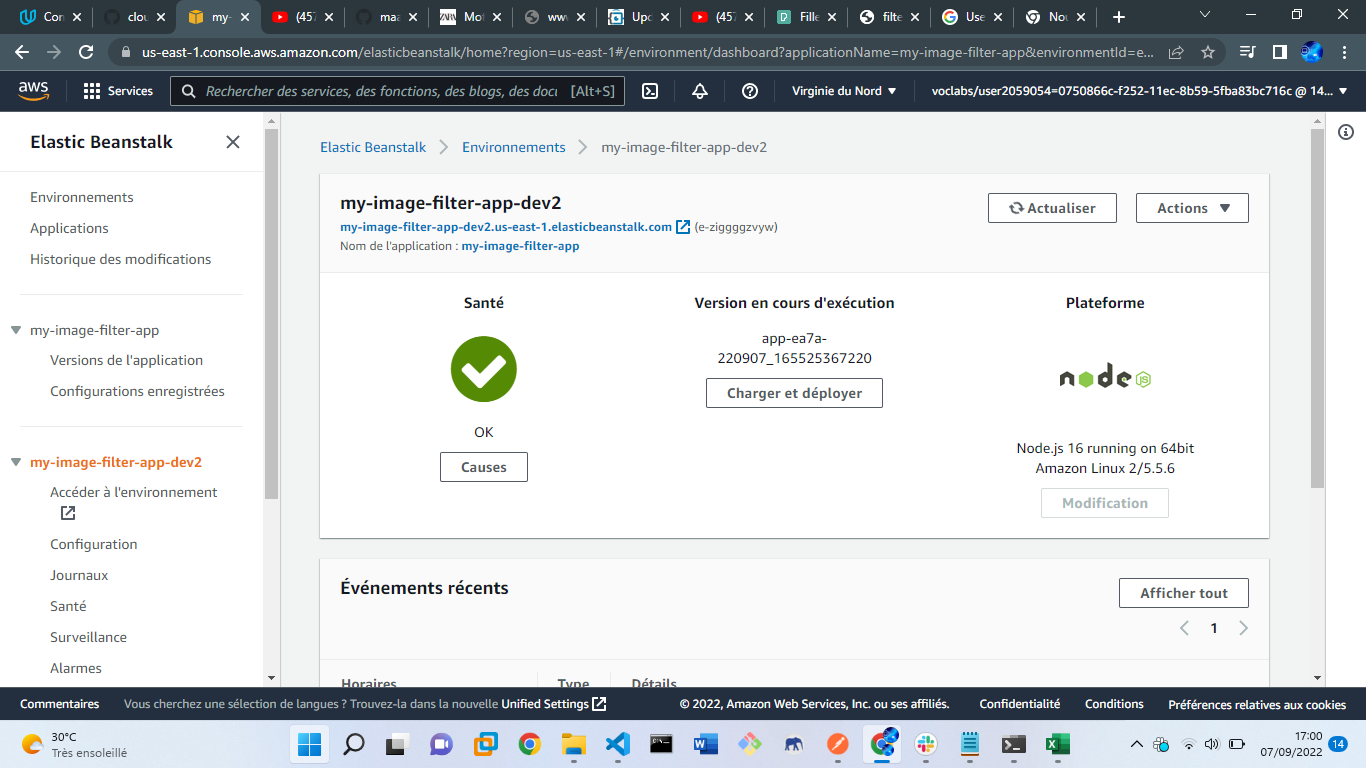 Con
clou
my-
(457
maa
ZARA
Mot
www
Upd
(457
Fille
filte
Use
Nou
us-east-1.console.aws.amazon.com/elasticbeanstalk/home?region=us-east-1#/environment/dashboard?applicationName=my-image-filter-app&environmentId=e...
aws
Services
Rechercher des services, des fonctions, des blogs, des docu
[Alt+S]
Virginie du Nord
voclabs/user2059054=0750866c-f252-11ec-8b59-5fba83bc716c @ 14...
Elastic Beanstalk
Environnements
Applications
Historique des modifications
my-image-filter-app
Versions de l'application
Configurations enregistrées
my-image-filter-app-dev2
Accéder à l'environnement
Configuration
Journaux
Santé
Surveillance
Alarmes
Elastic Beanstalk
Environnements
my-image-filter-app-dev2
my-image-filter-app-dev2
my-image-filter-app-dev2.us-east-1.elasticbeanstalk.com (e-ziggggzvyw)
Nom de l'application : my-image-filter-app
Actualiser
Actions
Santé
OK
Causes
Version en cours d'exécution
app-ea7a-
220907_165525367220
Charger et déployer
Plateforme
node
JS
Node.js 16 running on 64bit
Amazon Linux 2/5.5.6
Modification
Événements récents
Afficher tout
1
Horaires
Type
Détails
Commentaires
Vous cherchez une sélection de langues ? Trouvez-la dans la nouvelle Unified Settings
© 2022, Amazon Web Services, Inc. ou ses affiliés.
Confidentialité
Conditions
Préférences relatives aux cookies
30°C
Très ensoleillé
17:00
07/09/2022
14